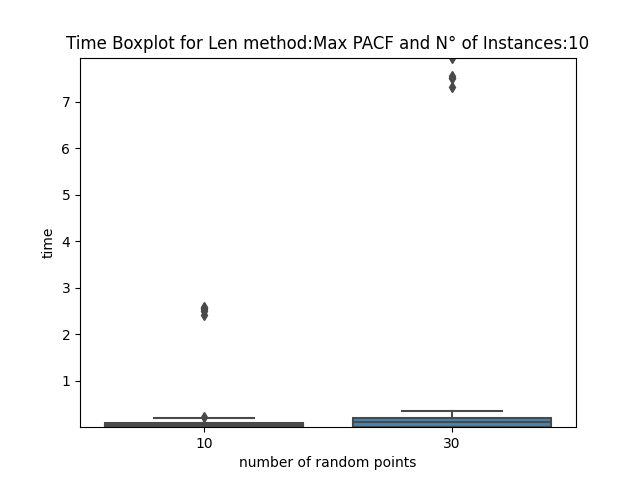 Time Boxplot for Len method:Max PACF and N° of Instances:10
7
6
5
4
3
2
1
time
10 30
number of random points